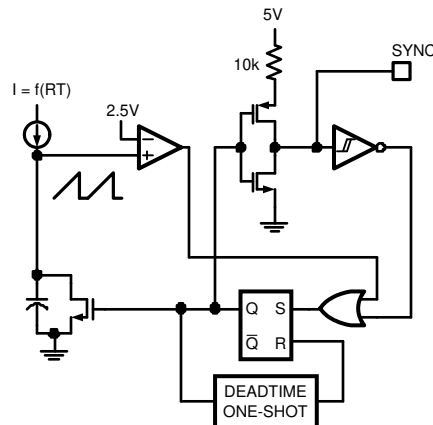 5V
SYNC
10k
I = f(RT)
2.5V
−
+
Q S
Q̅ R
DEADTIME
ONE-SHOT